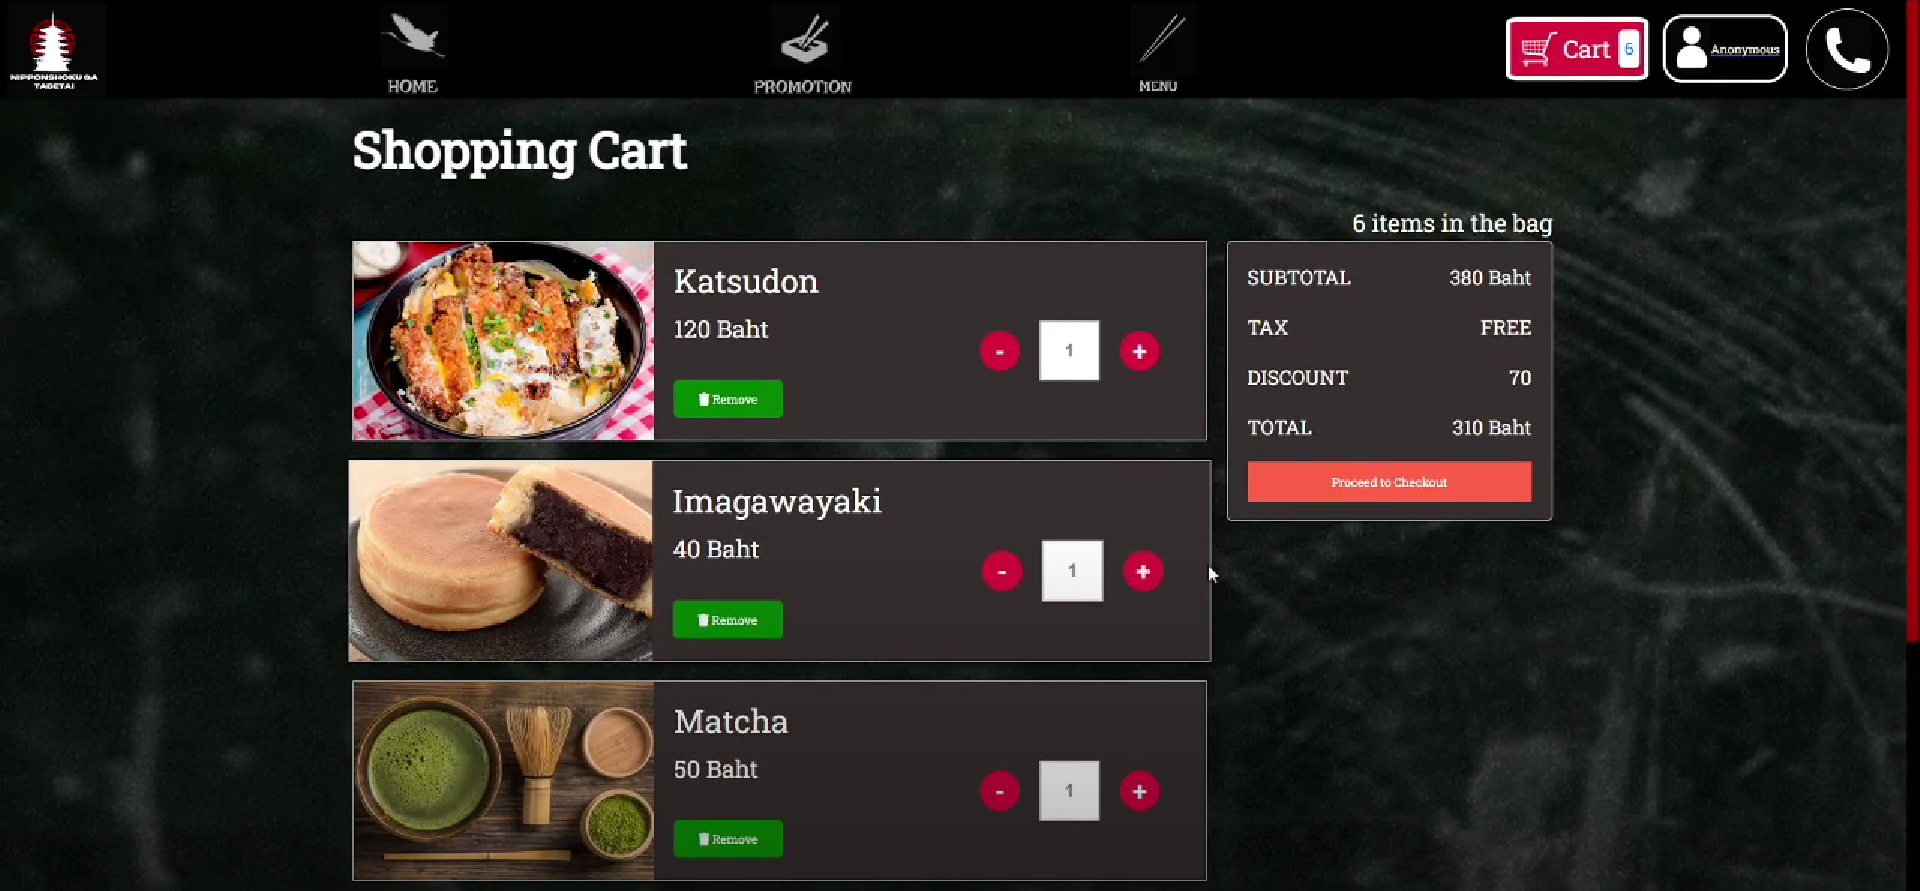 NIPPONSHOKU GA
TABETAI
HOME
PROMOTION
MENU
Cart 6
Anonymous
Shopping Cart
6 items in the bag
Katsudon
120 Baht
- 1 +
Remove
SUBTOTAL 380 Baht
TAX FREE
DISCOUNT 70
TOTAL 310 Baht
Proceed to Checkout
Imagawayaki
40 Baht
- 1 +
Remove
Matcha
50 Baht
- 1 +
Remove